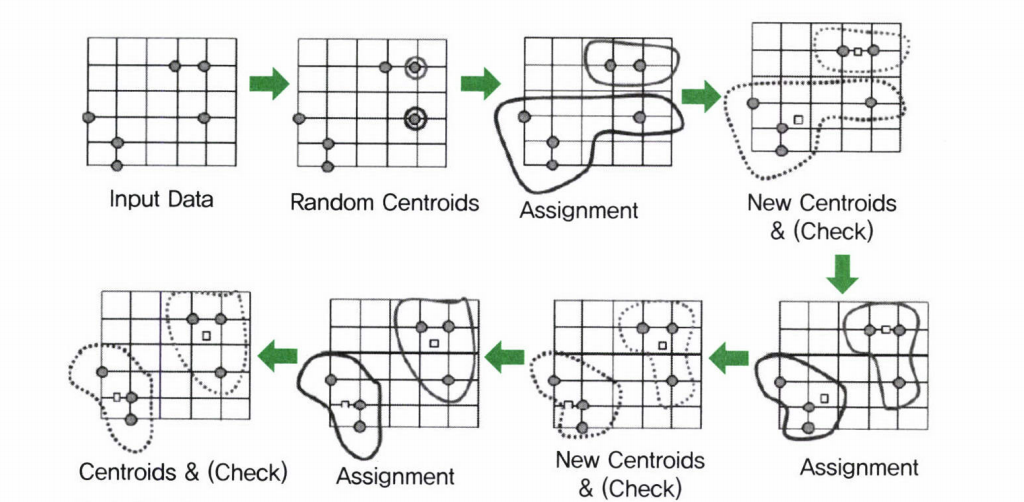 Input Data
Random Centroids
Assignment
New Centroids
& (Check)
Assignment
New Centroids
& (Check)
Assignment
Centroids & (Check)